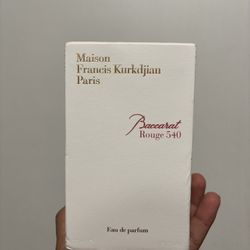 Maison
Francis Kurkdjian
Paris
Baccarat
Rouge 540
Eau de parfum